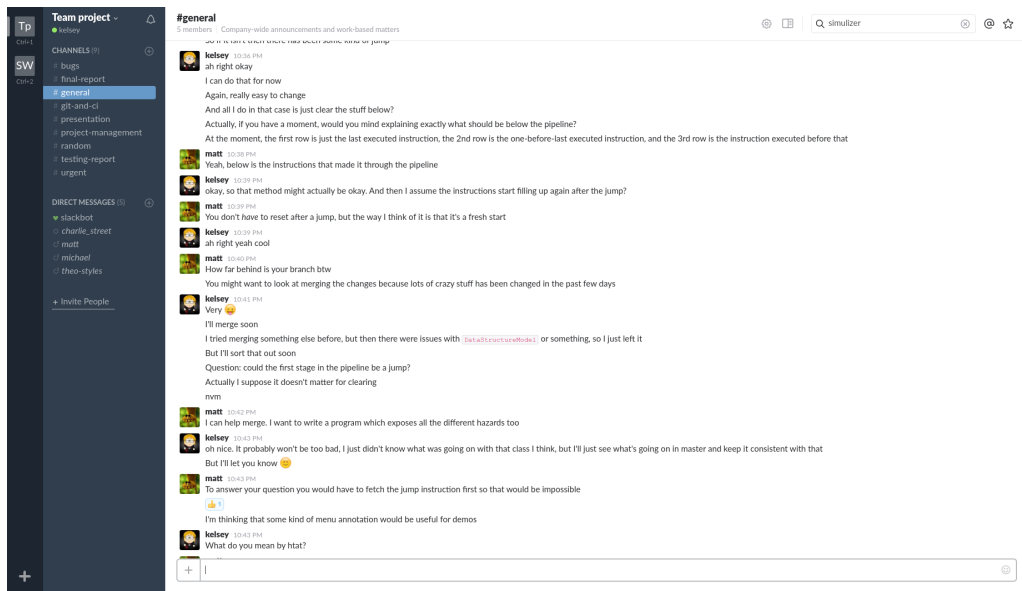 Tp
Ctrl+1
SW
Ctrl+2
Team project
kelsey
CHANNELS (9)
# bugs
# final-report
# general
# git-and-ci
# presentation
# project-management
# random
# testing-report
# urgent
DIRECT MESSAGES (5)
slackbot
charlie_street
matt
michael
theo-styles
+ Invite People
#general
5 members | Company-wide announcements and work-based matters
simulizer
so if isn't then there has been some kind of jump
kelsey 10:36 PM
ah right okay
I can do that for now
Again, really easy to change
And all I do in that case is just clear the stuff below?
Actually, if you have a moment, would you mind explaining exactly what should be below the pipeline?
At the moment, the first row is just the last executed instruction, the 2nd row is the one-before-last executed instruction, and the 3rd row is the instruction executed before that
matt 10:38 PM
Yeah, below is the instructions that made it through the pipeline
kelsey 10:39 PM
okay, so that method might actually be okay. And then I assume the instructions start filling up again after the jump?
matt 10:39 PM
You don't have to reset after a jump, but the way I think of it is that it's a fresh start
kelsey 10:39 PM
ah right yeah cool
matt 10:40 PM
How far behind is your branch btw
You might want to look at merging the changes because lots of crazy stuff has been changed in the past few days
kelsey 10:41 PM
Very
I'll merge soon
I tried merging something else before, but then there were issues with DataStructureModel or something, so I just left it
But I'll sort that out soon
Question: could the first stage in the pipeline be a jump?
Actually I suppose it doesn't matter for clearing
nvm
matt 10:42 PM
I can help merge. I want to write a program which exposes all the different hazards too
kelsey 10:43 PM
oh nice. It probably won't be too bad, I just didn't know what was going on with that class I think, but I'll just see what's going on in master and keep it consistent with that
But I'll let you know
matt 10:43 PM
To answer your question you would have to fetch the jump instruction first so that would be impossible
1
I'm thinking that some kind of menu annotation would be useful for demos
kelsey 10:43 PM
What do you mean by htat?